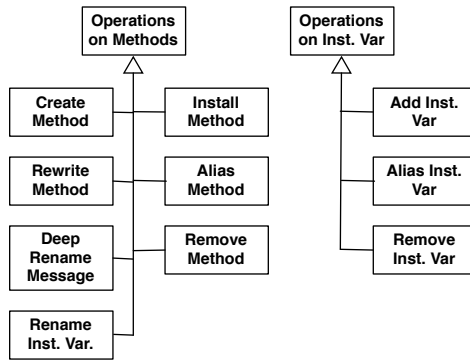 Operations
on Methods
Operations
on Inst. Var
Create
Method
Install
Method
Add Inst.
Var
Rewrite
Method
Alias
Method
Alias Inst.
Var
Deep
Rename
Message
Remove
Method
Remove
Inst. Var
Rename
Inst. Var.